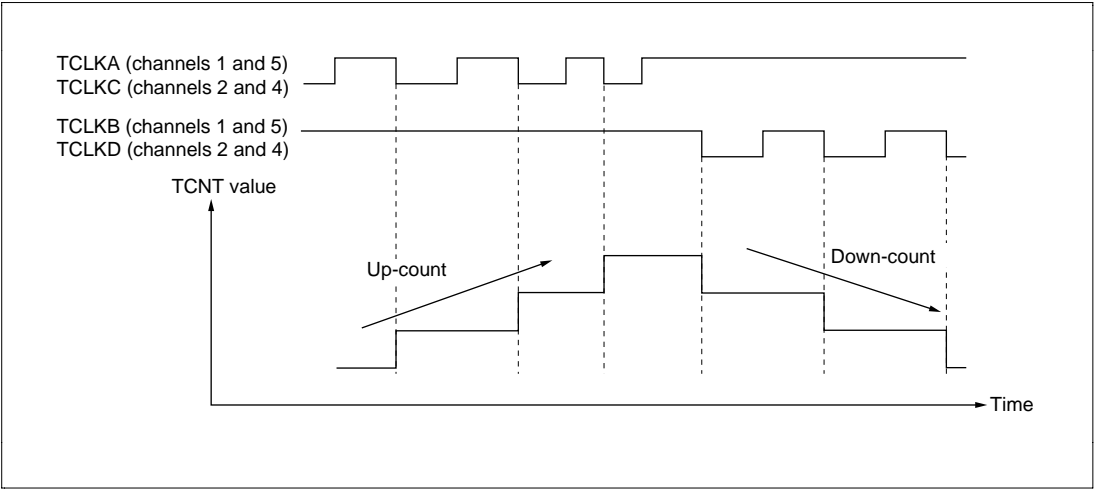 TCLKA (channels 1 and 5)
TCLKC (channels 2 and 4)
TCLKB (channels 1 and 5)
TCLKD (channels 2 and 4)
TCNT value
Up-count
Down-count
Time